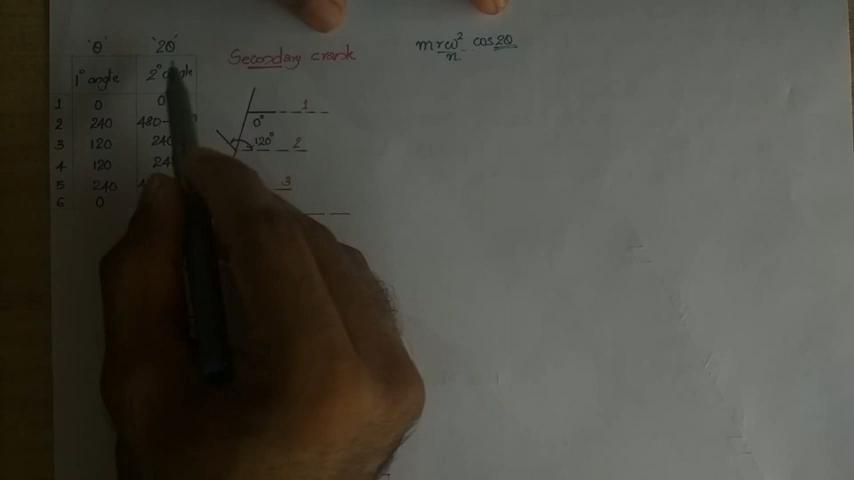 'θ' '2θ'
Secondary crank
mrω²/n cos2θ
1° angle 2° angle
1 0 0
2 240 480-
3 120 240
4 120 24
5 240
6 0
0°
120°
1
2
3